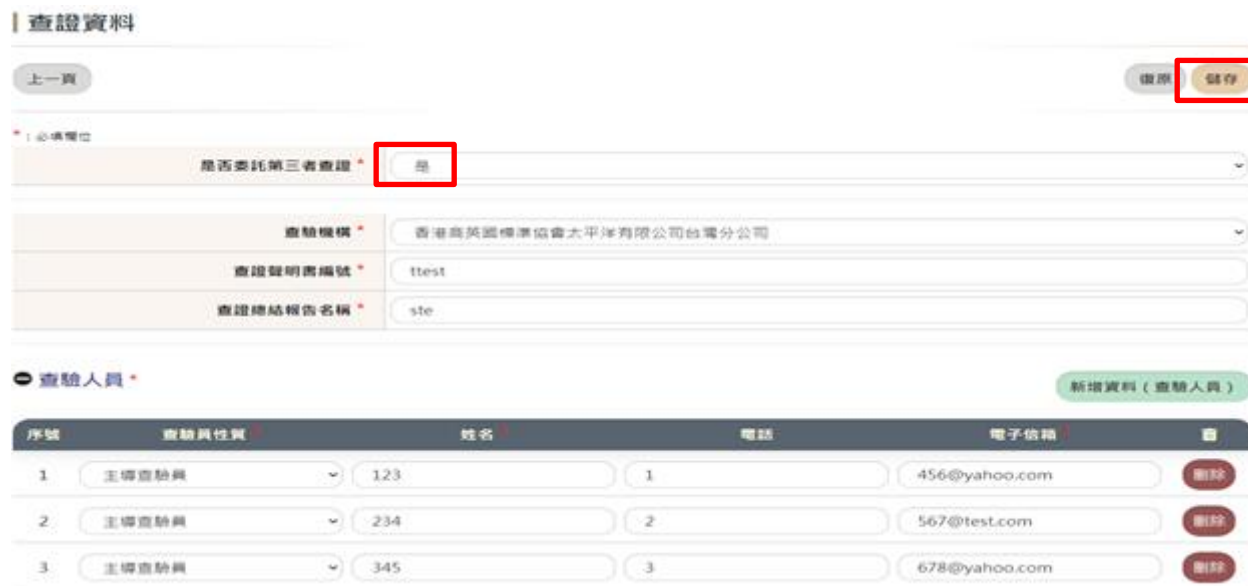 查證資料
上一頁 復原 儲存
* : 必填欄位
是否委託第三者查證 * 是
查驗機構 * 香港商英國標準協會太平洋有限公司台灣分公司
查證聲明書編號 * ttest
查證總結報告名稱 * ste
查驗人員 *
新增資料 ( 查驗人員 )
序號 查驗員性質 * 姓名 * 電話 電子信箱 *
1 主導查驗員 123 1 456@yahoo.com 刪除
2 主導查驗員 234 2 567@test.com 刪除
3 主導查驗員 345 3 678@yahoo.com 刪除